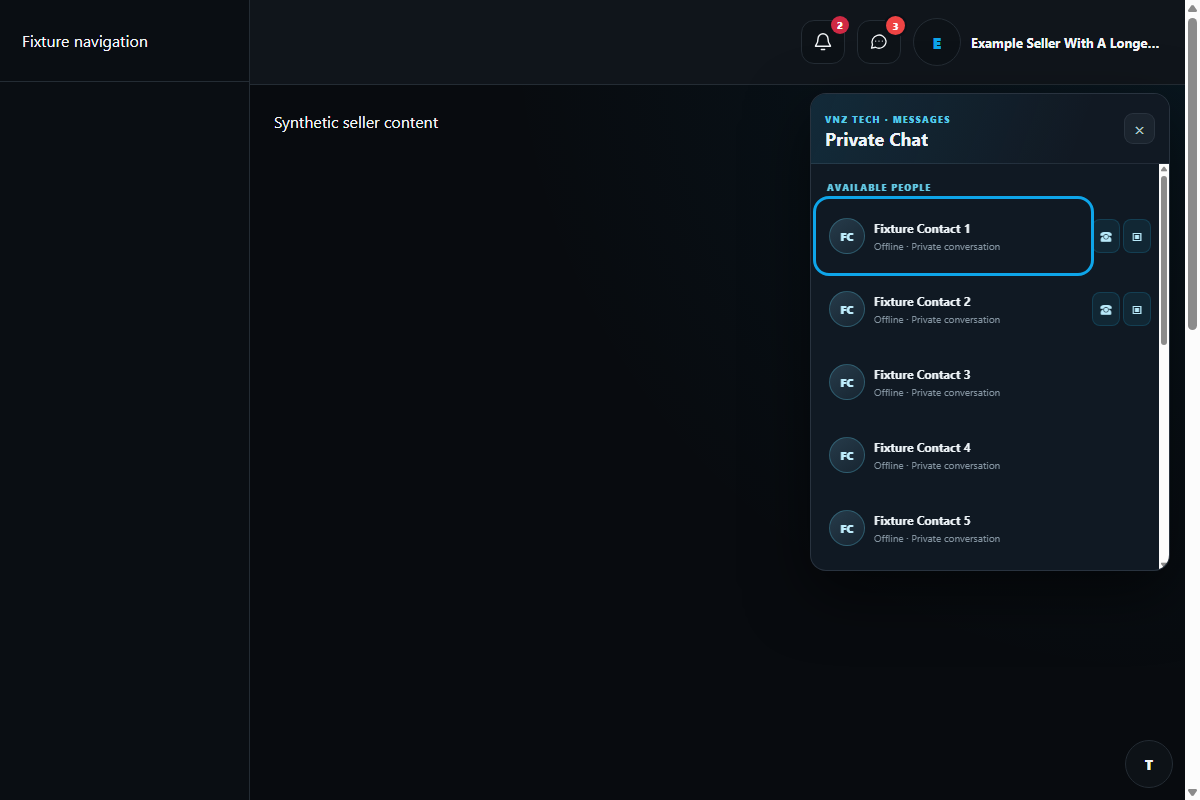 Fixture navigation
2
3
E
Example Seller With A Longe...
Synthetic seller content
VNZ TECH • MESSAGES
Private Chat
×
AVAILABLE PEOPLE
FC
Fixture Contact 1
Offline · Private conversation
FC
Fixture Contact 2
Offline · Private conversation
FC
Fixture Contact 3
Offline · Private conversation
FC
Fixture Contact 4
Offline · Private conversation
FC
Fixture Contact 5
Offline · Private conversation
T